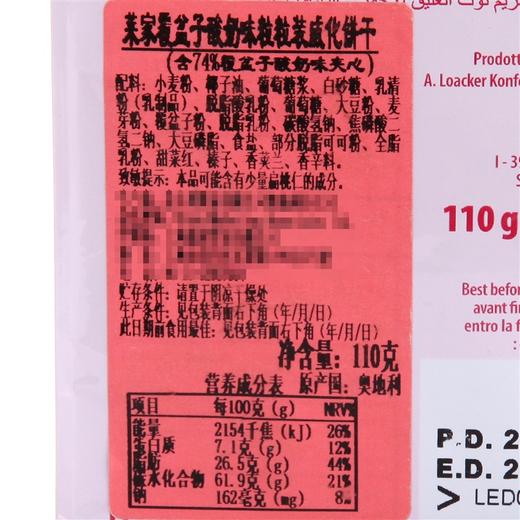 莱家覆盆子酸奶味粒粒装威化饼干
(含74%覆盆子酸奶味夹心)
配料：小麦粉、椰子油、葡萄糖浆、白砂糖、乳清
粉(乳制品)、脱脂酸乳粉、葡萄糖、大豆粉、麦
芽粉、覆盆子粉、脱脂乳粉、碳酸氢钠、焦磷酸二
氢二钠、大豆磷脂、食盐、部分脱脂可可粉、全脂
乳粉、甜菜红、榛子、香荚兰、香辛料。
致敏提示：本品可能含有少量扁桃仁的成分。
贮存条件：请置于阴凉干燥处
生产条件：见包装背面右下角(年/月/日)
此日期前食用最佳：见包装背面右下角(年/月/日)
净含量：110克
营养成分表 原产国：奥地利
项目 每100克(g) NRV%
能量 2154千焦(kJ) 26%
蛋白质 7.1克(g) 12%
脂肪 26.5克(g) 44%
碳水化合物 61.9克(g) 21%
钠 162毫克(mg) 8%
Prodott
A. Loacker Konf
I - 39
110 g
Best befor
avant fi
entro la f
P.D. 2
E.D. 2
> LEDO